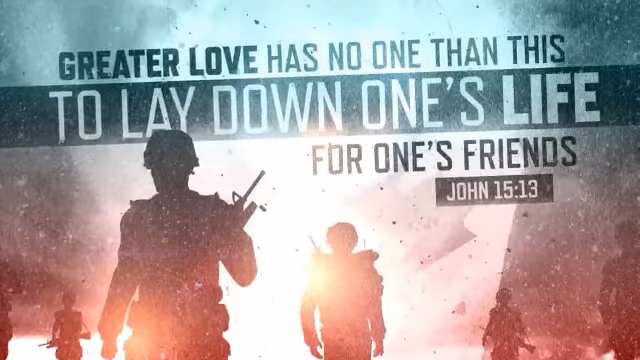 GREATER LOVE HAS NO ONE THAN THIS
TO LAY DOWN ONE'S LIFE
FOR ONE'S FRIENDS
JOHN 15:13